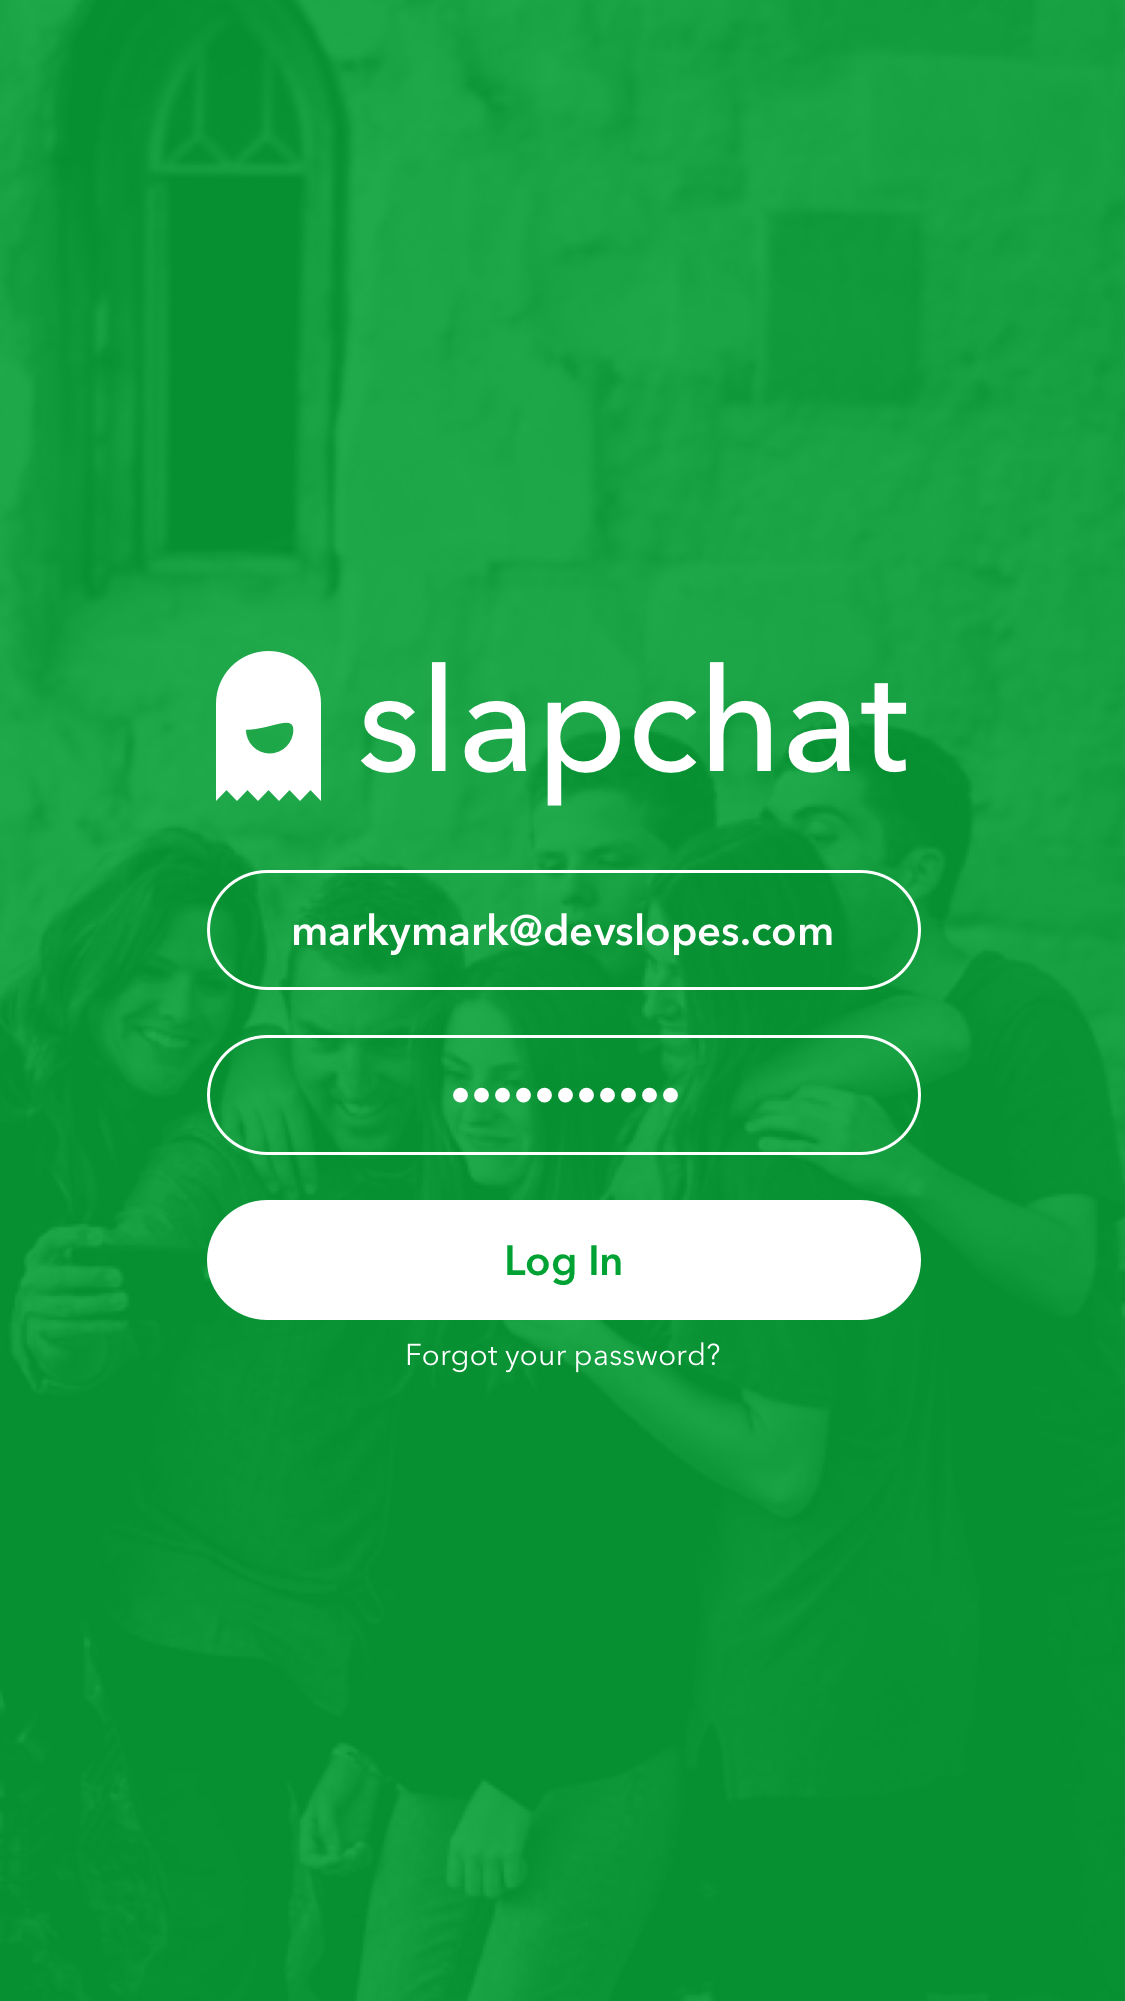 slapchat
markymark@devslopes.com
●●●●●●●●●●●
Log In
Forgot your password?